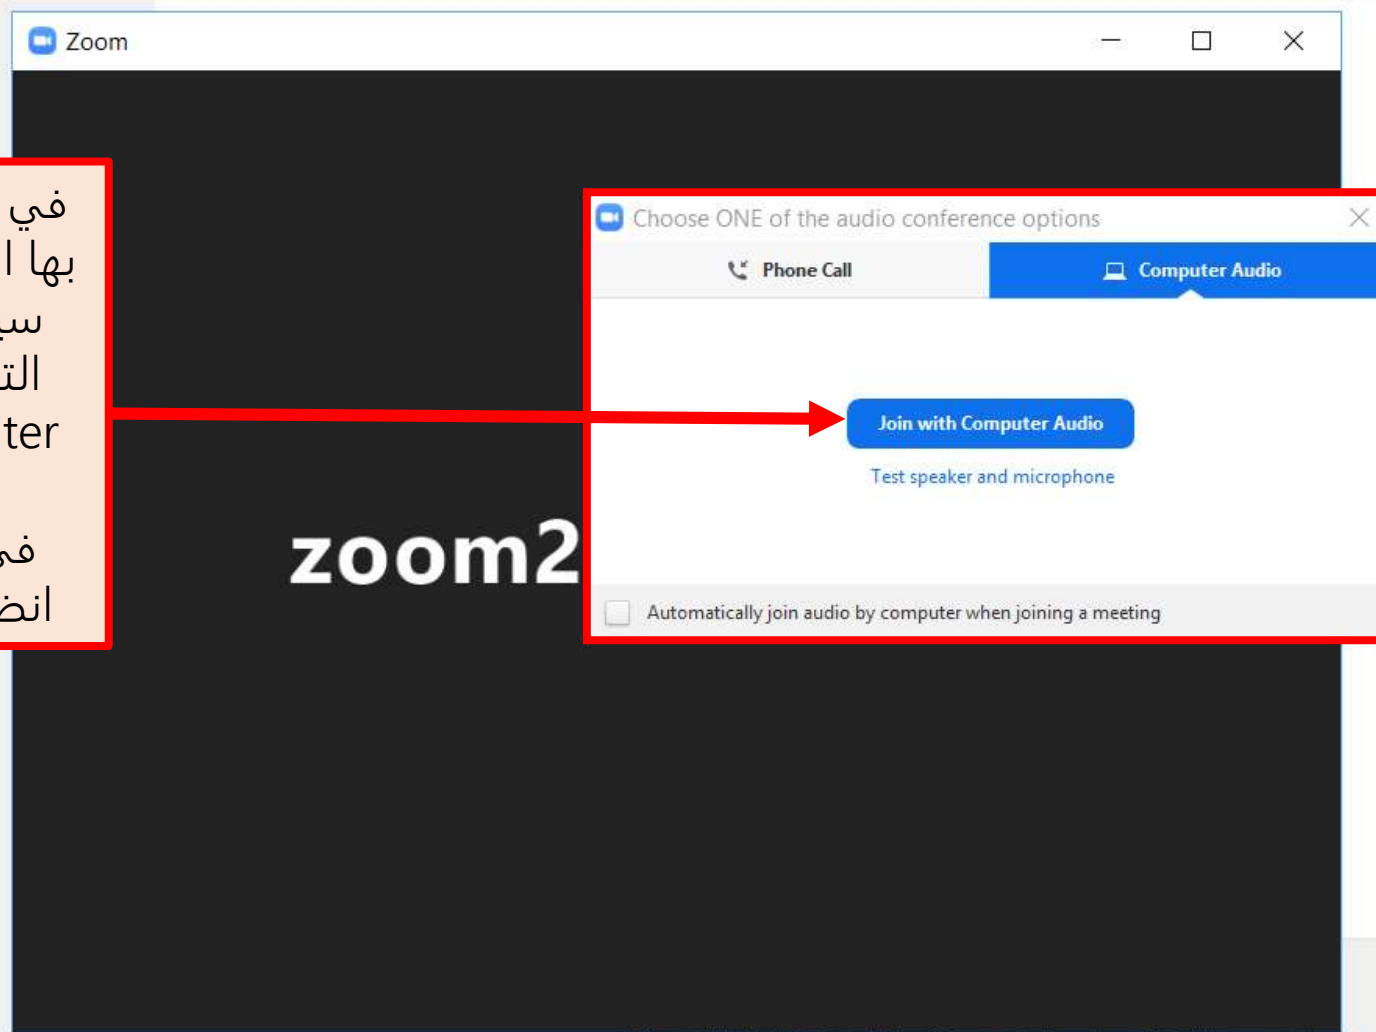 Zoom
في
بها
ter
Choose ONE of the audio conference options
Phone Call
Computer Audio
Join with Computer Audio
Test speaker and microphone
zoom2
Automatically join audio by computer when joining a meeting